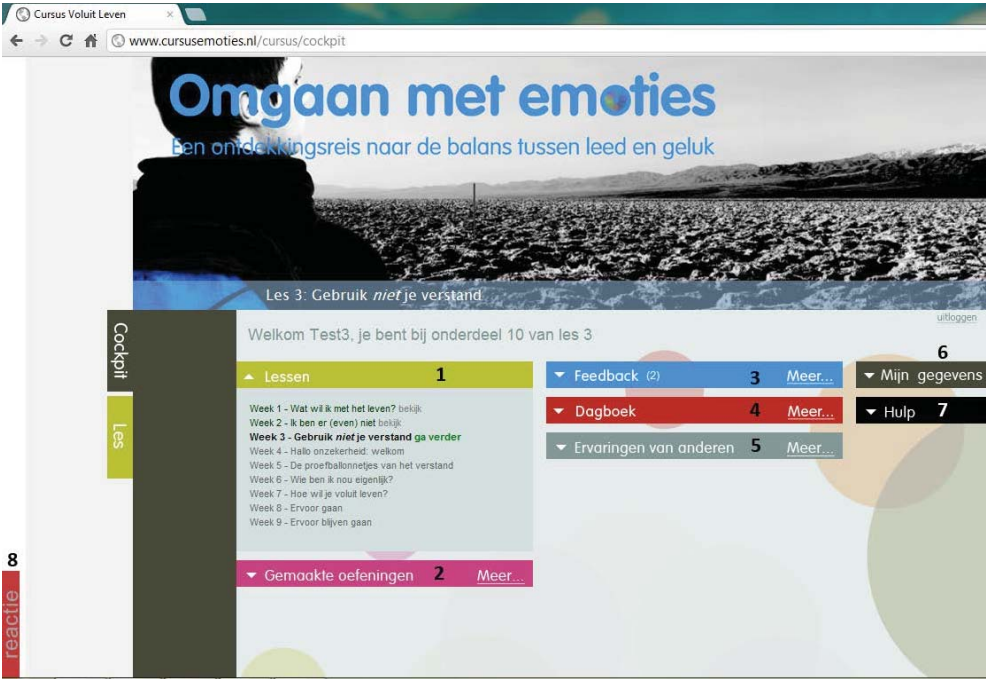 Cursus Voluit Leven
www.cursusemoties.nl/cursus/cockpit
Omgaan met emoties
Een ontdekkingsreis naar de balans tussen leed en geluk
Les 3: Gebruik niet je verstand
uitloggen
Welkom Test3, je bent bij onderdeel 10 van les 3
Cockpit
Les
Lessen 1
Week 1 - Wat wil ik met het leven? bekijk
Week 2 - Ik ben er (even) niet bekijk
Week 3 - Gebruik niet je verstand ga verder
Week 4 - Hallo onzekerheid: welkom
Week 5 - De proefballonnetjes van het verstand
Week 6 - Wie ben ik nou eigenlijk?
Week 7 - Hoe wil je voluit leven?
Week 8 - Ervoor gaan
Week 9 - Ervoor blijven gaan
Gemaakte oefeningen 2 Meer...
Feedback (2) 3 Meer...
Dagboek 4 Meer...
Ervaringen van anderen 5 Meer...
6
Mijn gegevens
Hulp 7
8
reactie